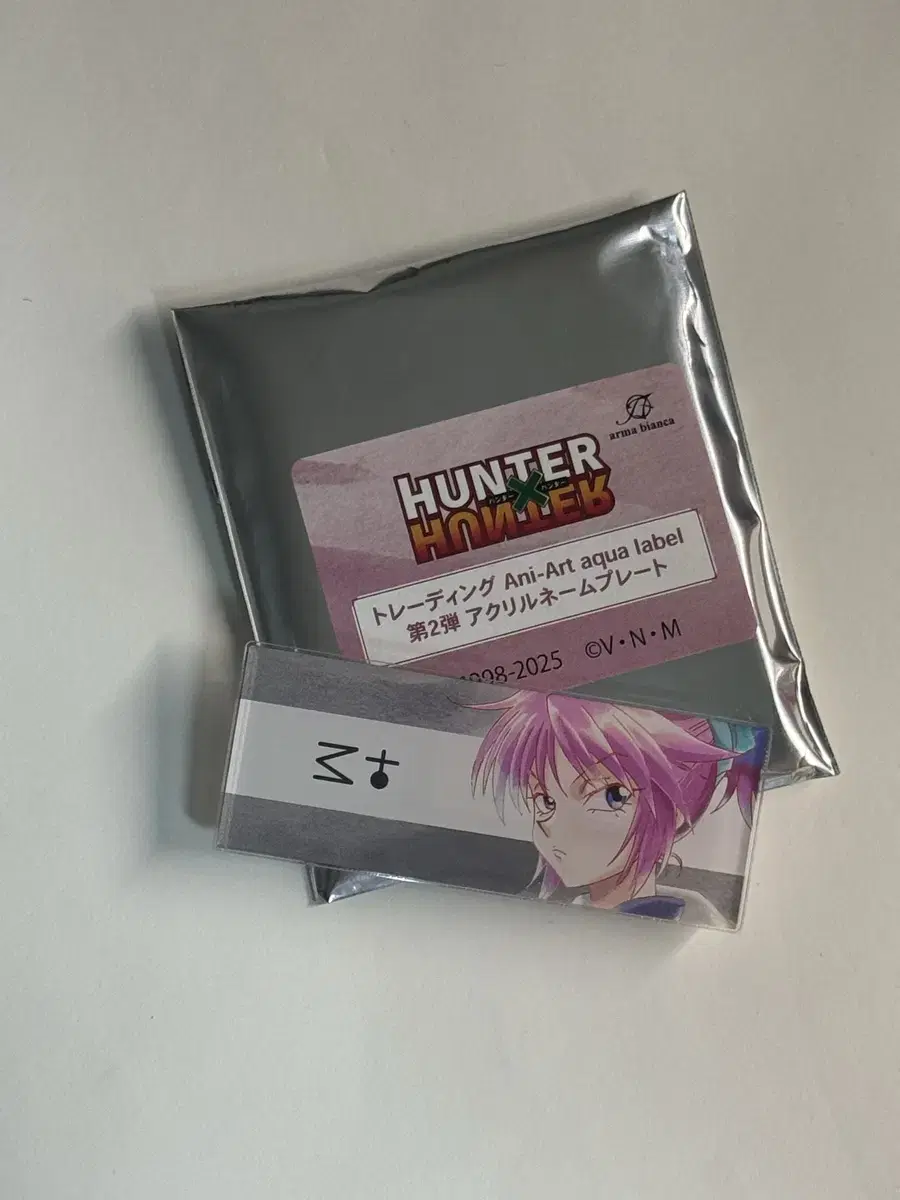 arma bianca
HUNTER
ハンター×ハンター
HUNTER
トレーディング Ani-Art aqua label
第2弾 アクリルネームプレート
1998-2025 ©V・N・M